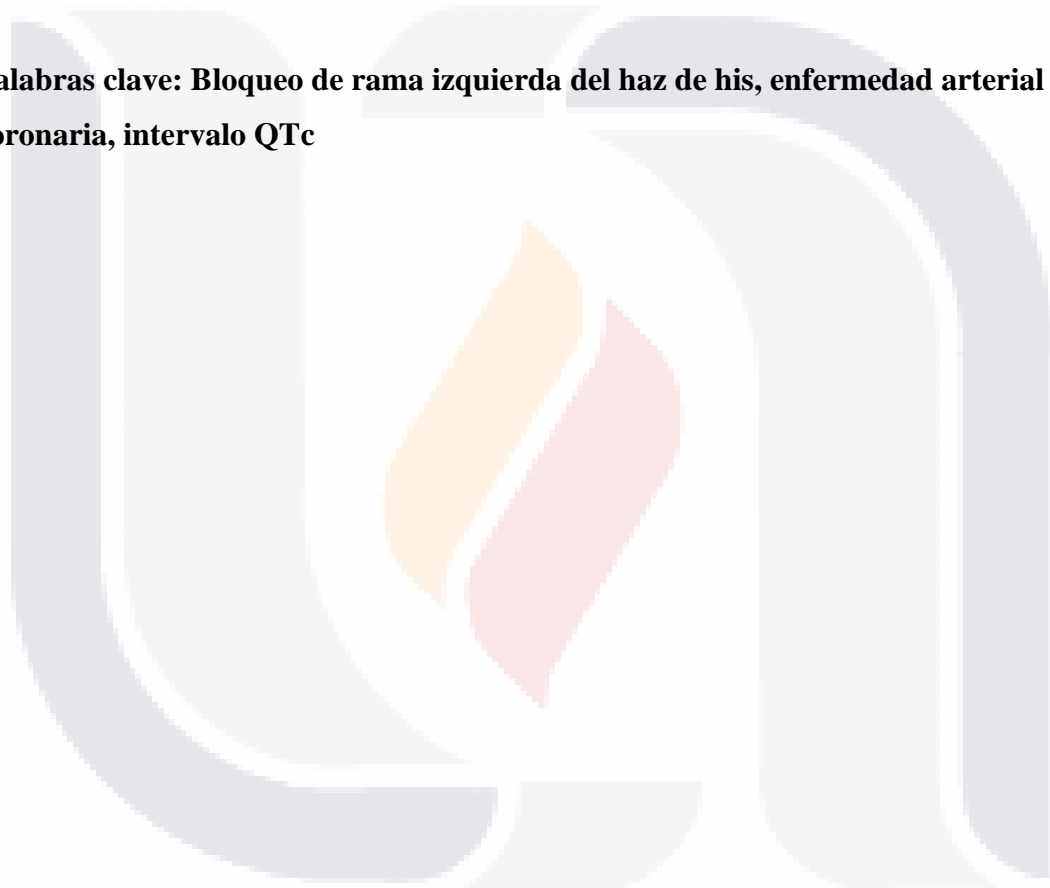 alabras clave: Bloqueo de rama izquierda del haz de his, enfermedad arterial
oronaria, intervalo QTc